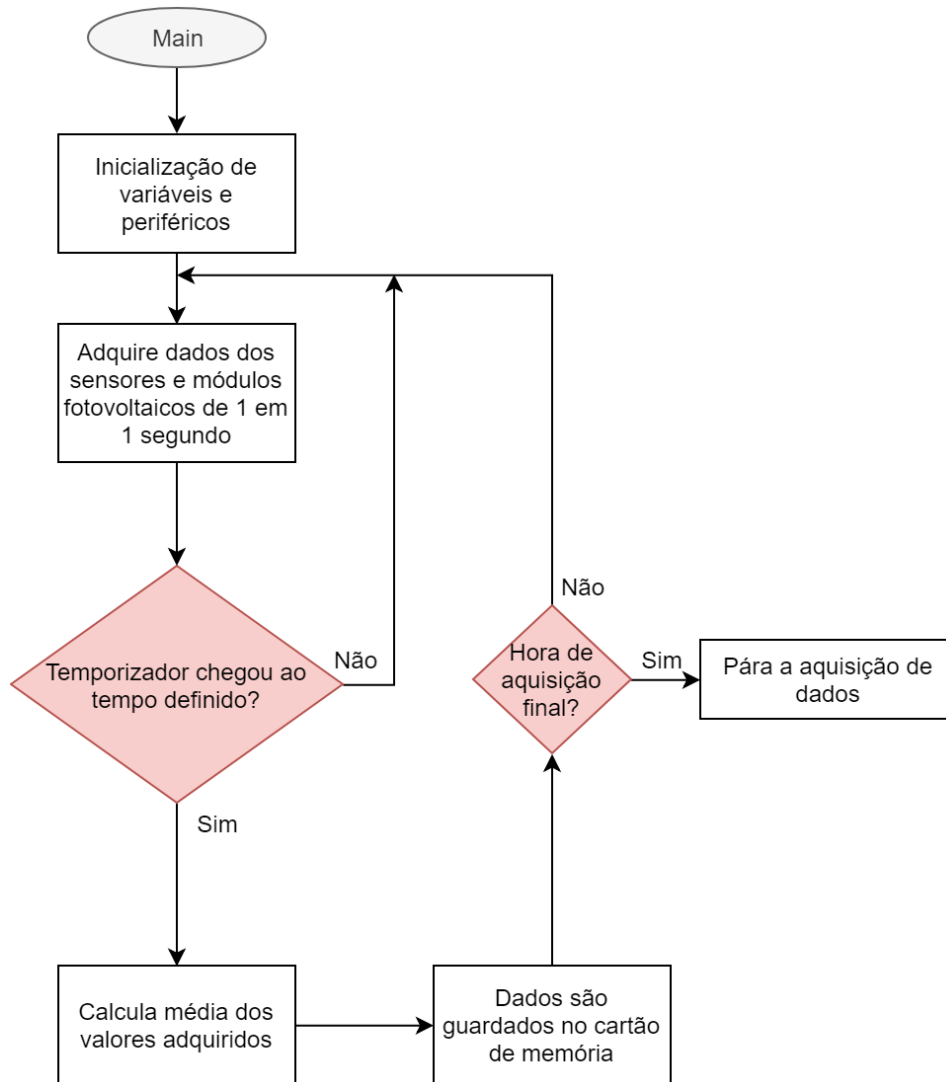 Main
Inicialização de
variáveis e
periféricos
Adquire dados dos
sensores e módulos
fotovoltaicos de 1 em
1 segundo
Temporizador chegou ao
tempo definido?
Não
Sim
Calcula média dos
valores adquiridos
Dados são
guardados no cartão
de memória
Hora de
aquisição
final?
Não
Sim
Pára a aquisição de
dados